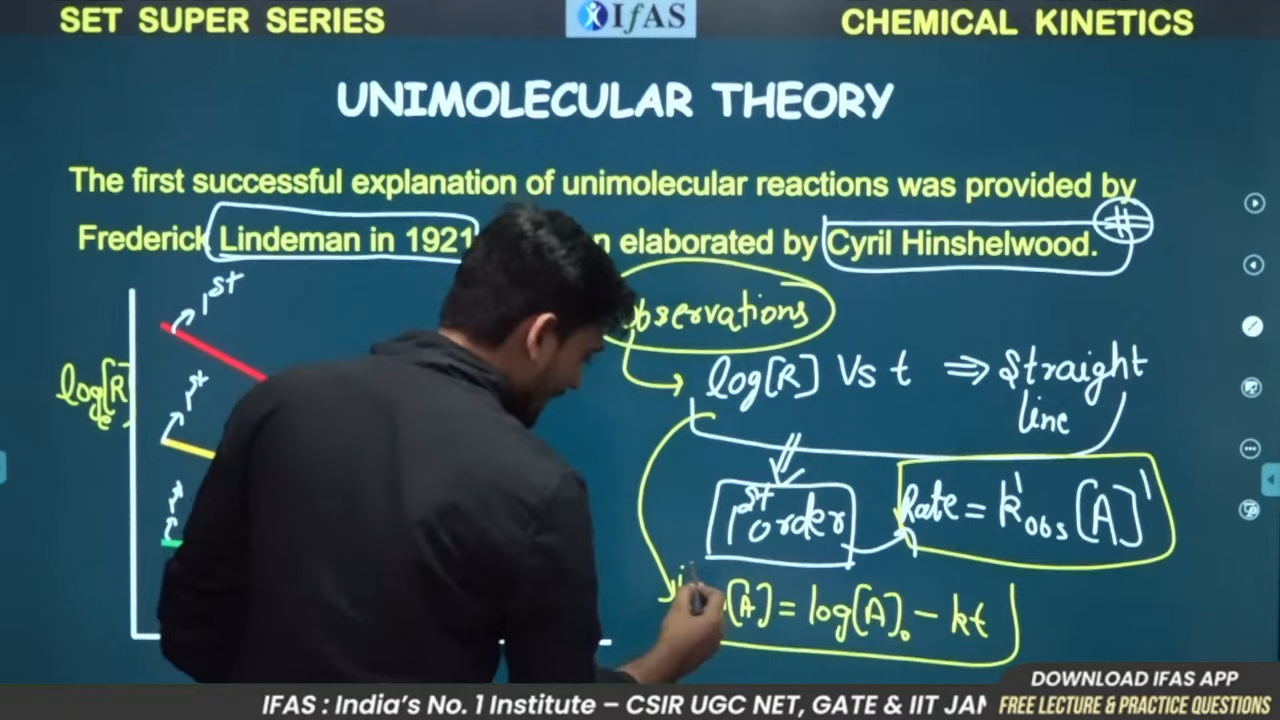 SET SUPER SERIES
IfAS
CHEMICAL KINETICS
UNIMOLECULAR THEORY
The first successful explanation of unimolecular reactions was provided by
Frederick Lindeman in 1921 n elaborated by Cyril Hinshelwood.
1st
bservations
log[R] Vs t ⇒ Straight
line
loge[R]
1st order
Rate = k'obs [A]¹
[A] = log[A]₀ - kt
IFAS : India's No. 1 Institute – CSIR UGC NET, GATE & IIT JAM
DOWNLOAD IFAS APP
FREE LECTURE & PRACTICE QUESTIONS